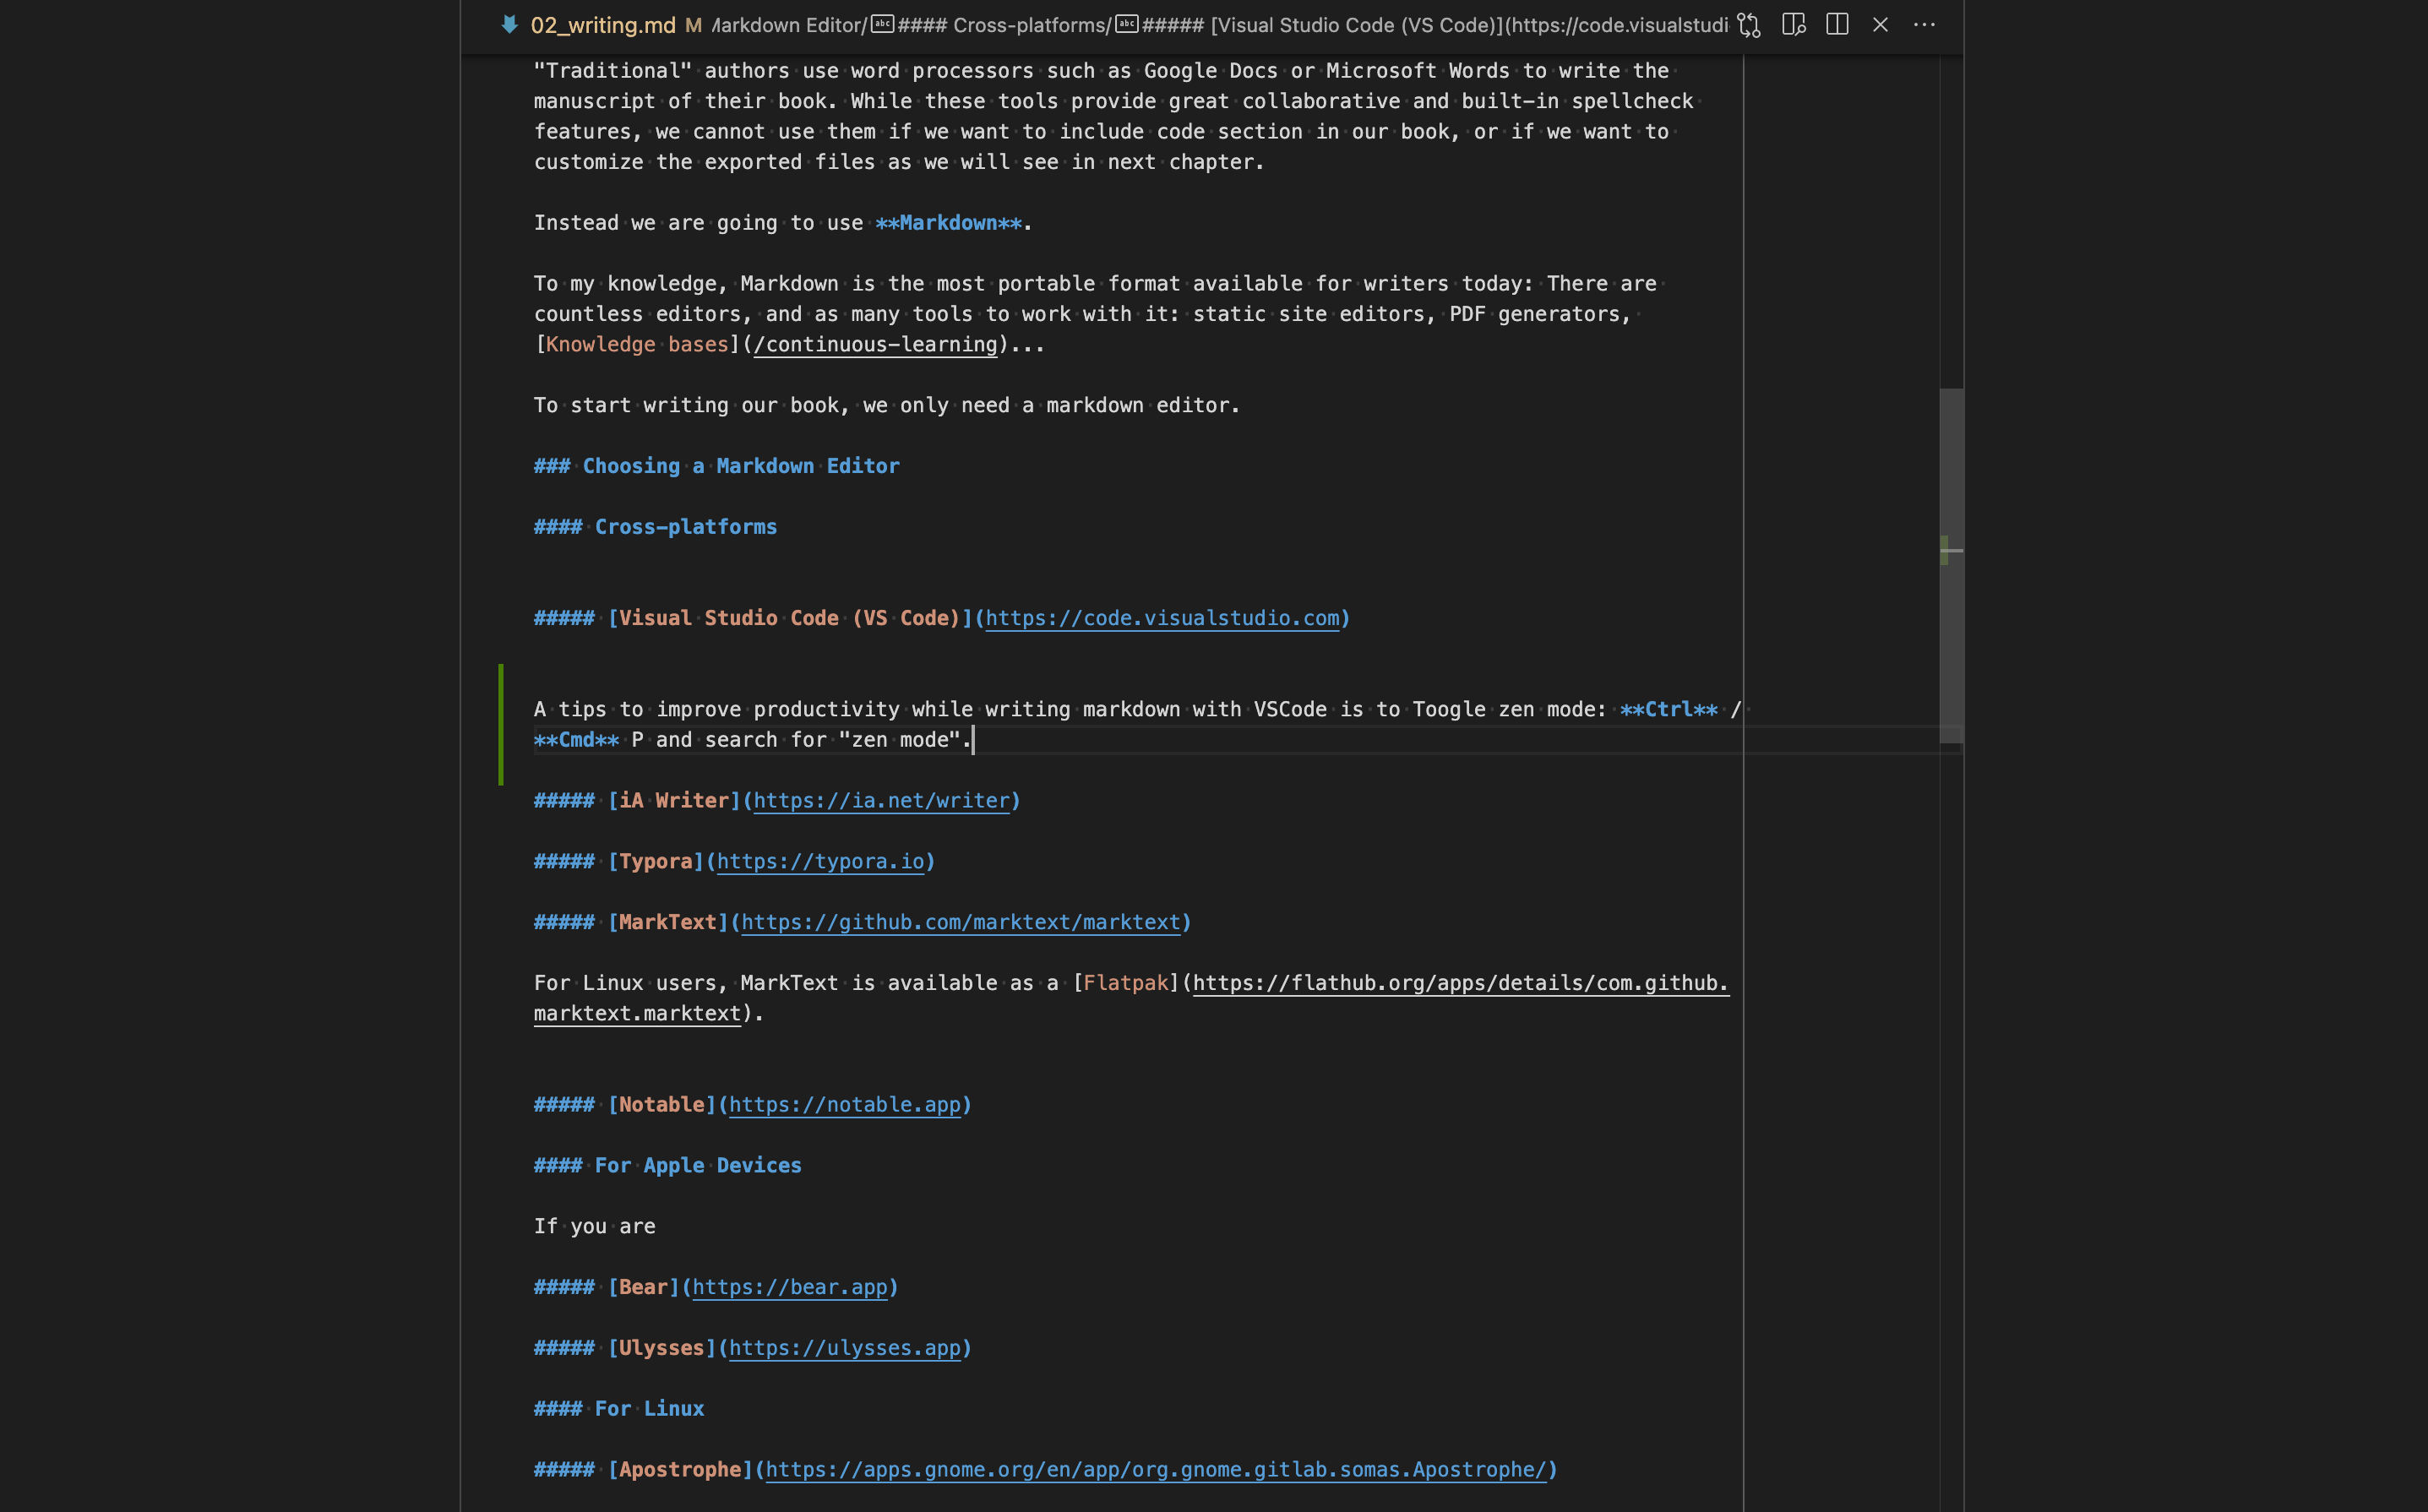 02_writing.md M Markdown Editor/ #### Cross-platforms/ ##### [Visual Studio Code (VS Code)](https://code.visualstudi
"Traditional" authors use word processors such as Google Docs or Microsoft Words to write the
manuscript of their book. While these tools provide great collaborative and built-in spellcheck
features, we cannot use them if we want to include code section in our book, or if we want to
customize the exported files as we will see in next chapter.
Instead we are going to use **Markdown**.
To my knowledge, Markdown is the most portable format available for writers today: There are
countless editors, and as many tools to work with it: static site editors, PDF generators,
[Knowledge bases](/continuous-learning)...
To start writing our book, we only need a markdown editor.
### Choosing a Markdown Editor
#### Cross-platforms
##### [Visual Studio Code (VS Code)](https://code.visualstudio.com)
A tips to improve productivity while writing markdown with VSCode is to Toogle zen mode: **Ctrl** /
**Cmd** P and search for "zen mode".
##### [iA Writer](https://ia.net/writer)
##### [Typora](https://typora.io)
##### [MarkText](https://github.com/marktext/marktext)
For Linux users, MarkText is available as a [Flatpak](https://flathub.org/apps/details/com.github.
marktext.marktext).
##### [Notable](https://notable.app)
#### For Apple Devices
If you are
##### [Bear](https://bear.app)
##### [Ulysses](https://ulysses.app)
#### For Linux
##### [Apostrophe](https://apps.gnome.org/en/app/org.gnome.gitlab.somas.Apostrophe/)